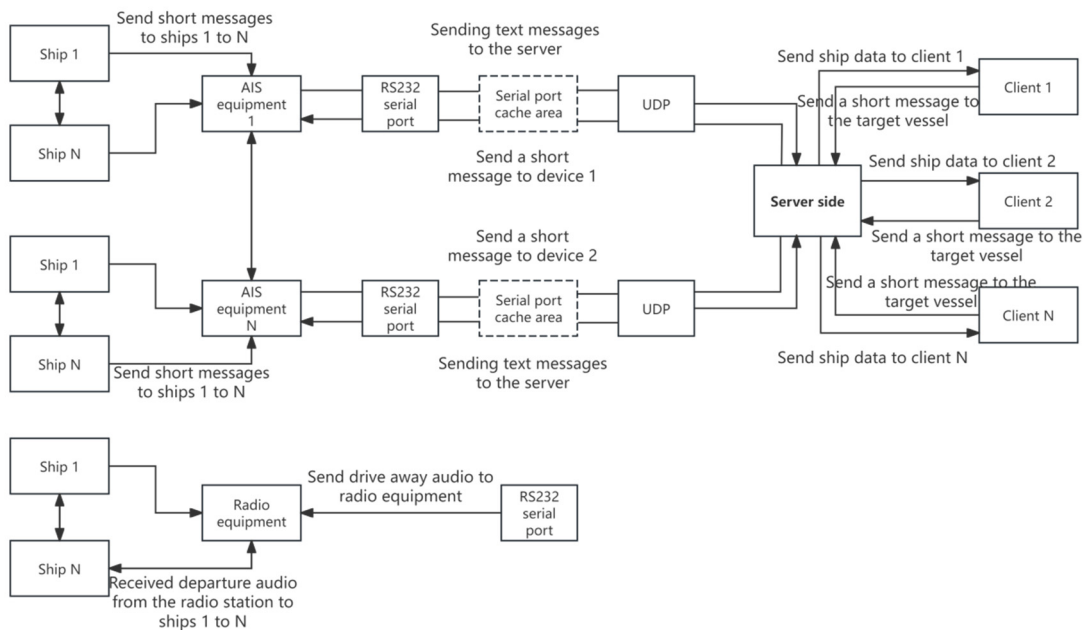 Send short messages
to ships 1 to N
Ship 1
Ship N
AIS
equipment
1
RS232
serial
port
Sending text messages
to the server
Serial port
cache area
Send a short
message to device 1
UDP
Send ship data to client 1
Send a short message to
the target vessel
Client 1
Server side
Send ship data to client 2
Client 2
Send a short message to the
target vessel
Send a short message to the
target vessel
Client N
Send ship data to client N
Ship 1
Ship N
Send short messages
to ships 1 to N
AIS
equipment
N
RS232
serial
port
Send a short
message to device 2
Serial port
cache area
Sending text messages
to the server
UDP
Ship 1
Ship N
Radio
equipment
Send drive away audio to
radio equipment
RS232
serial
port
Received departure audio
from the radio station to
ships 1 to N